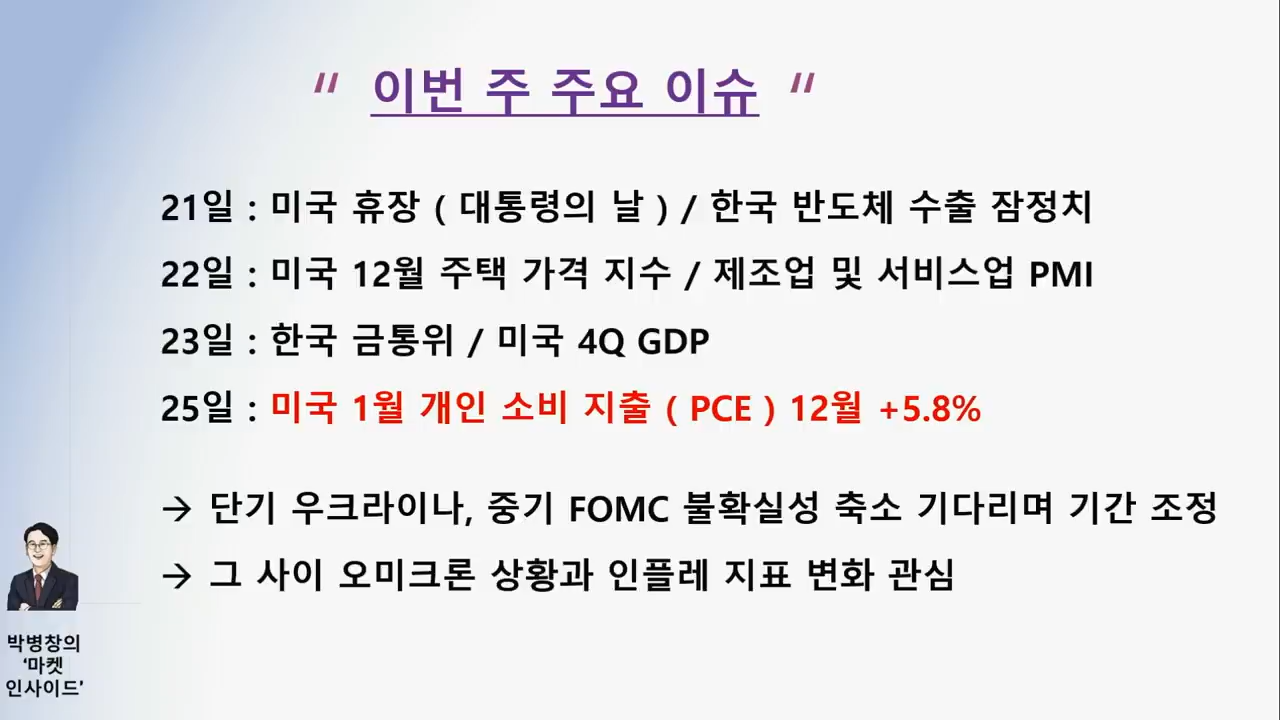 “ 이번 주 주요 이슈 “
21일 : 미국 휴장 ( 대통령의 날 ) / 한국 반도체 수출 잠정치
22일 : 미국 12월 주택 가격 지수 / 제조업 및 서비스업 PMI
23일 : 한국 금통위 / 미국 4Q GDP
25일 : 미국 1월 개인 소비 지출 ( PCE ) 12월 +5.8%
→ 단기 우크라이나, 중기 FOMC 불확실성 축소 기다리며 기간 조정
→ 그 사이 오미크론 상황과 인플레 지표 변화 관심
박병창의
‘마켓
인사이드’